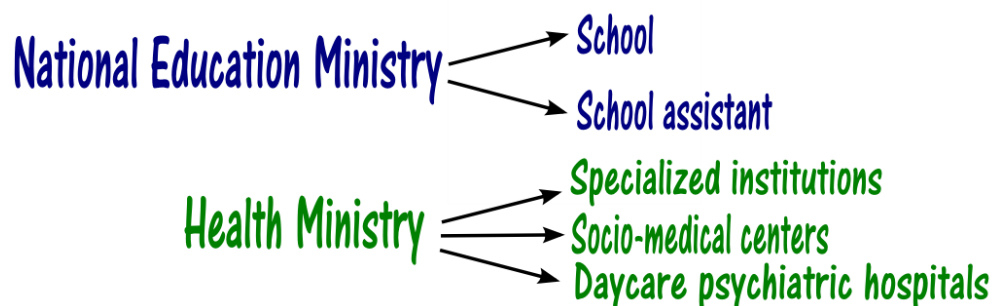 National Education Ministry
School
School assistant
Health Ministry
Specialized institutions
Socio-medical centers
Daycare psychiatric hospitals